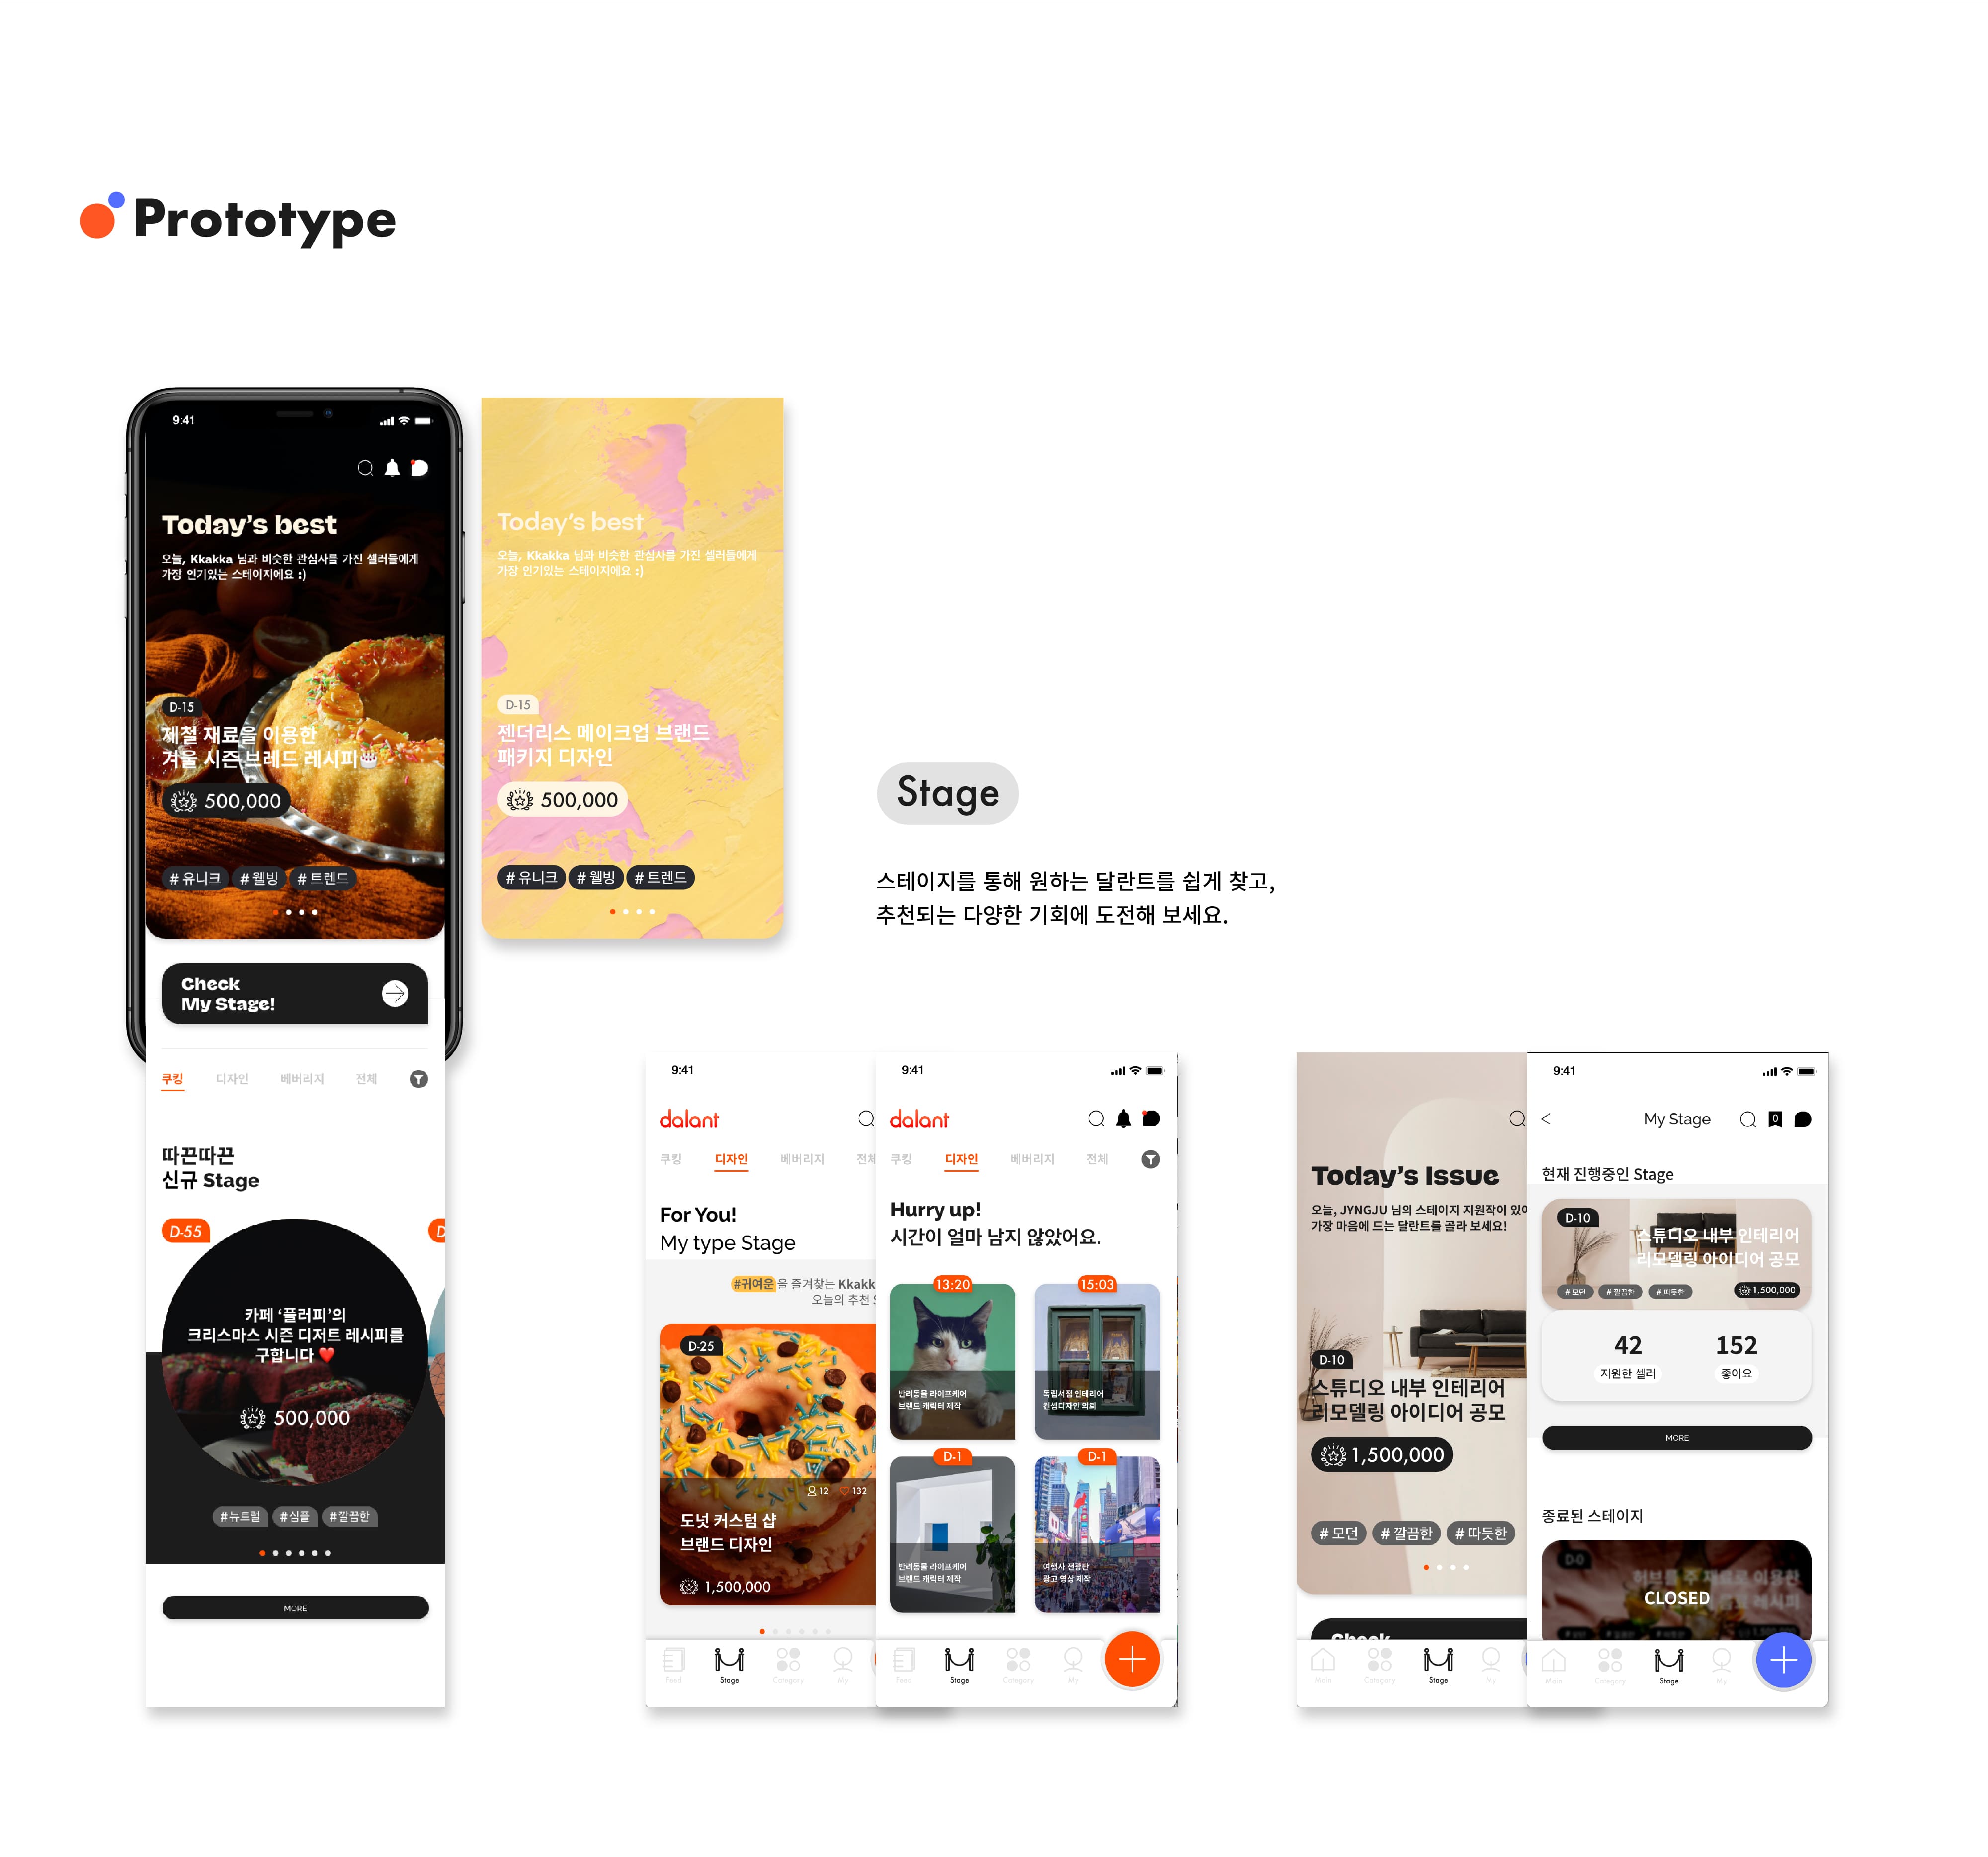 Prototype
9:41
Today's best
오늘, Kkakka 님과 비슷한 관심사를 가진 셀러들에게
가장 인기있는 스테이지에요 :)
D-15
제철 재료을 이용한
겨울 시즌 브레드 레시피
500,000
# 유니크 # 웰빙 # 트렌드
Check
My Stage!
쿠킹 디자인 베버리지 전체
따끈따끈
신규 Stage
D-55
카페 ‘플러피’의
크리스마스 시즌 디저트 레시피를
구합니다 ❤️
500,000
#뉴트럴 #심플 #깔끔한
MORE
Today's best
오늘, Kkakka 님과 비슷한 관심사를 가진 셀러들에게
가장 인기있는 스테이지에요 :)
D-15
젠더리스 메이크업 브랜드
패키지 디자인
500,000
# 유니크 # 웰빙 # 트렌드
Stage
스테이지를 통해 원하는 달란트를 쉽게 찾고,
추천되는 다양한 기회에 도전해 보세요.
9:41
dalant
쿠킹 디자인 베버리지 전체
For You!
My type Stage
#귀여운을 즐겨찾는 Kkakk
오늘의 추천
D-25
12 132
도넛 커스텀 샵
브랜드 디자인
1,500,000
Feed Stage Category My
9:41
dalant
쿠킹 디자인 베버리지 전체
Hurry up!
시간이 얼마 남지 않았어요.
13:20
반려동물 라이프케어
브랜드 캐릭터 제작
15:03
독립서점 인테리어
컨셉디자인 의뢰
D-1
반려동물 라이프케어
브랜드 캐릭터 제작
D-1
여행사 전광판
광고 영상 제작
Feed Stage Category My
Today's Issue
오늘, JYNGJU 님의 스테이지 지원작이 있어
가장 마음에 드는 달란트를 골라 보세요!
D-10
스튜디오 내부 인테리어
리모델링 아이디어 공모
1,500,000
# 모던 # 깔끔한 # 따듯한
Check
Main Category Stage My
9:41
< My Stage 0
현재 진행중인 Stage
D-10
스튜디오 내부 인테리어
리모델링 아이디어 공모
# 모던 # 깔끔한 # 따듯한 1,500,000
42 152
지원한 셀러 좋아요
MORE
종료된 스테이지
D-0
허브를 주 재료로 이용한
레시피
CLOSED
Main Category Stage My